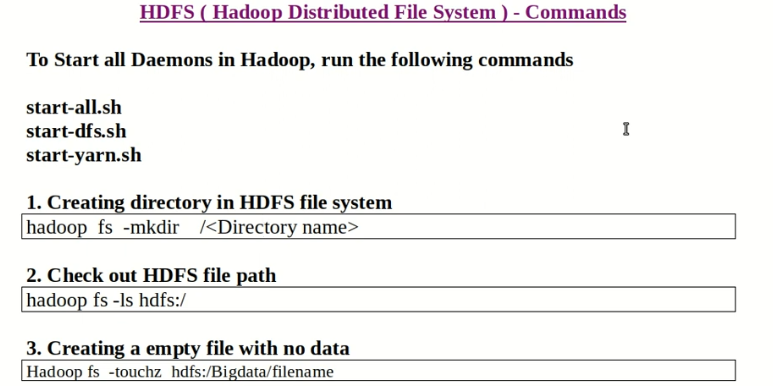 HDFS ( Hadoop Distributed File System ) - Commands
To Start all Daemons in Hadoop, run the following commands
start-all.sh
start-dfs.sh
start-yarn.sh
1. Creating directory in HDFS file system
hadoop fs -mkdir /<Directory name>
2. Check out HDFS file path
hadoop fs -ls hdfs:/
3. Creating a empty file with no data
Hadoop fs -touchz hdfs:/Bigdata/filename